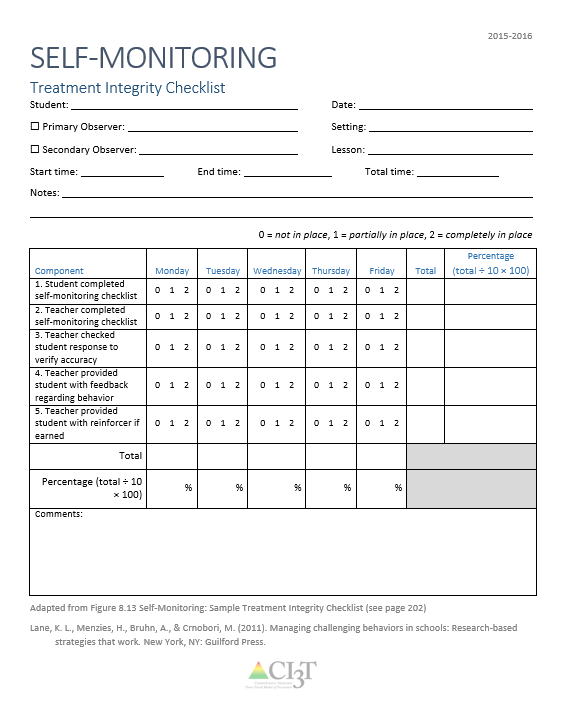 2015-2016
SELF-MONITORING
Treatment Integrity Checklist
Student: Date:
☐ Primary Observer: Setting:
☐ Secondary Observer: Lesson:
Start time: End time: Total time:
Notes:
0 = not in place, 1 = partially in place, 2 = completely in place
Component Monday Tuesday Wednesday Thursday Friday Total Percentage (total ÷ 10 × 100)
1. Student completed
self-monitoring checklist
0 1 2 0 1 2 0 1 2 0 1 2 0 1 2
2. Teacher completed
self-monitoring checklist
0 1 2 0 1 2 0 1 2 0 1 2 0 1 2
3. Teacher checked
student response to
verify accuracy
0 1 2 0 1 2 0 1 2 0 1 2 0 1 2
4. Teacher provided
student with feedback
regarding behavior
0 1 2 0 1 2 0 1 2 0 1 2 0 1 2
5. Teacher provided
student with reinforcer if
earned
0 1 2 0 1 2 0 1 2 0 1 2 0 1 2
Total
Percentage (total ÷ 10
× 100)
% % % % %
Comments:
Adapted from Figure 8.13 Self-Monitoring: Sample Treatment Integrity Checklist (see page 202)
Lane, K. L., Menzies, H., Bruhn, A., & Crnobori, M. (2011). Managing challenging behaviors in schools: Research-based
strategies that work. New York, NY: Guilford Press.
CI3T